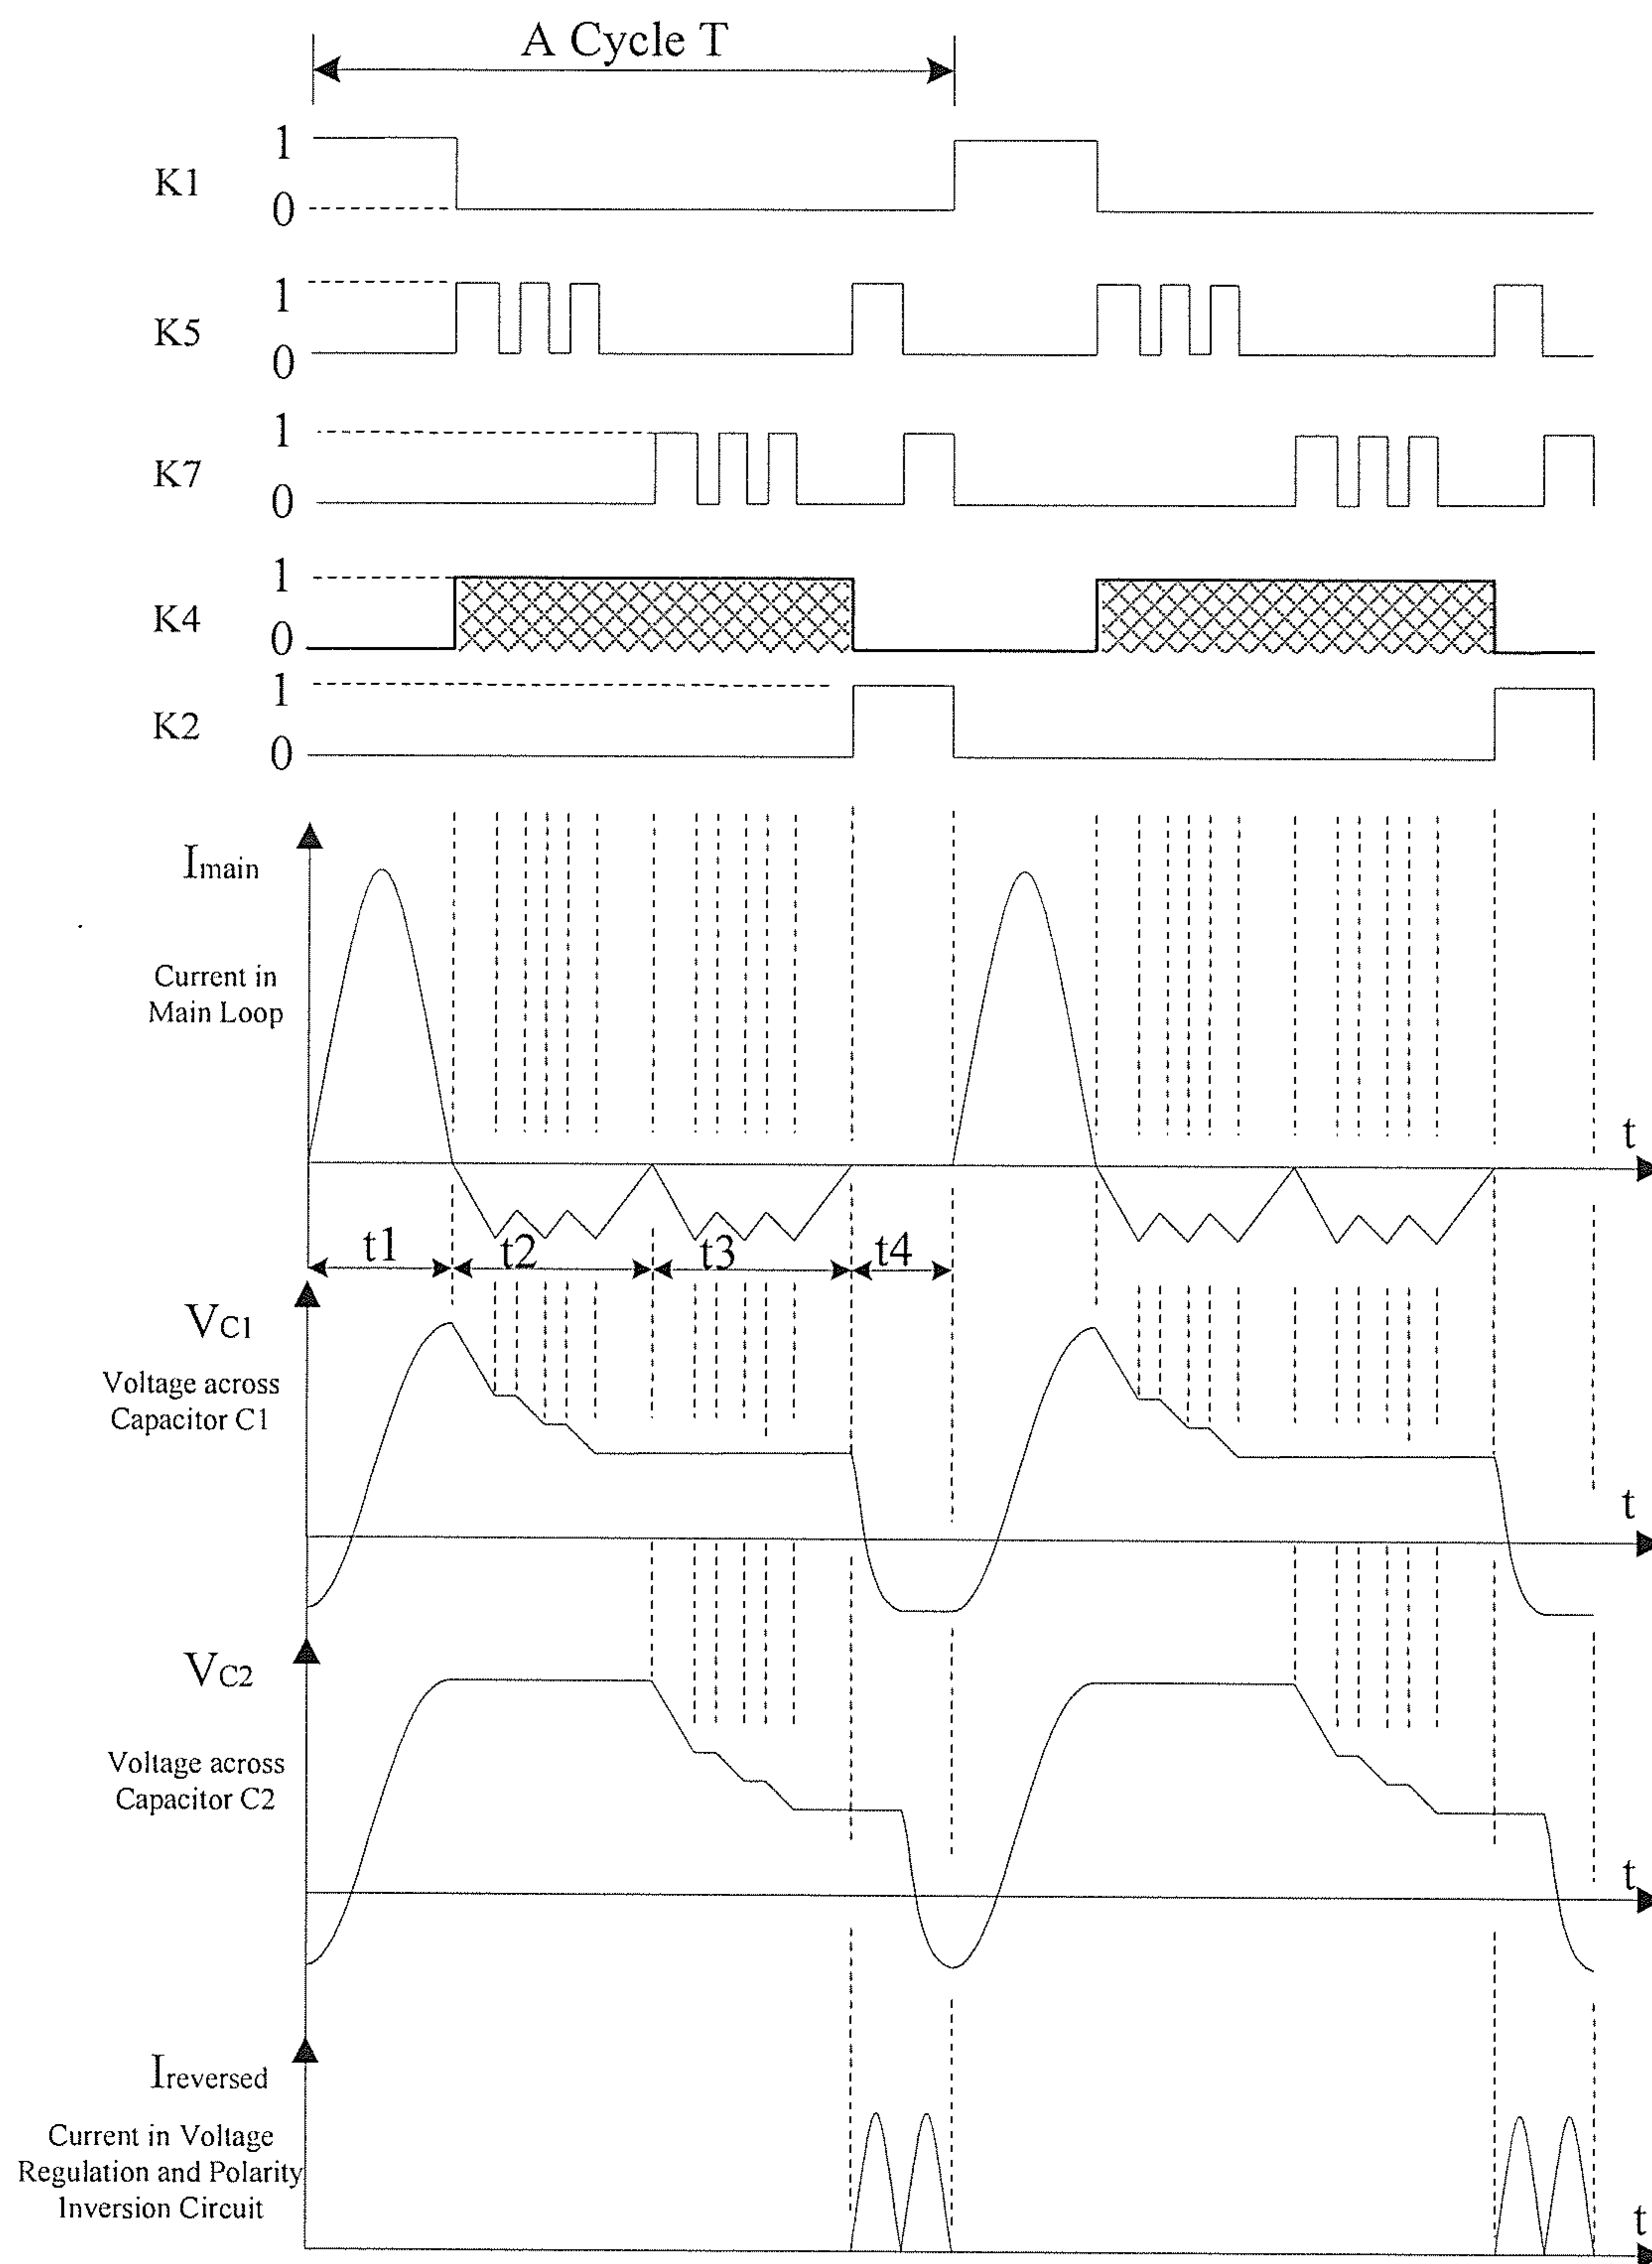 A Cycle T
1
K1
0
1
K5
0
1
K7
0
1
K4
0
1
K2
0
Imain
Current in
Main Loop
t
t1 t2 t3 t4
VC1
Voltage across
Capacitor C1
t
VC2
Voltage across
Capacitor C2
t
Ireversed
Current in Voltage
Regulation and Polarity
Inversion Circuit
t